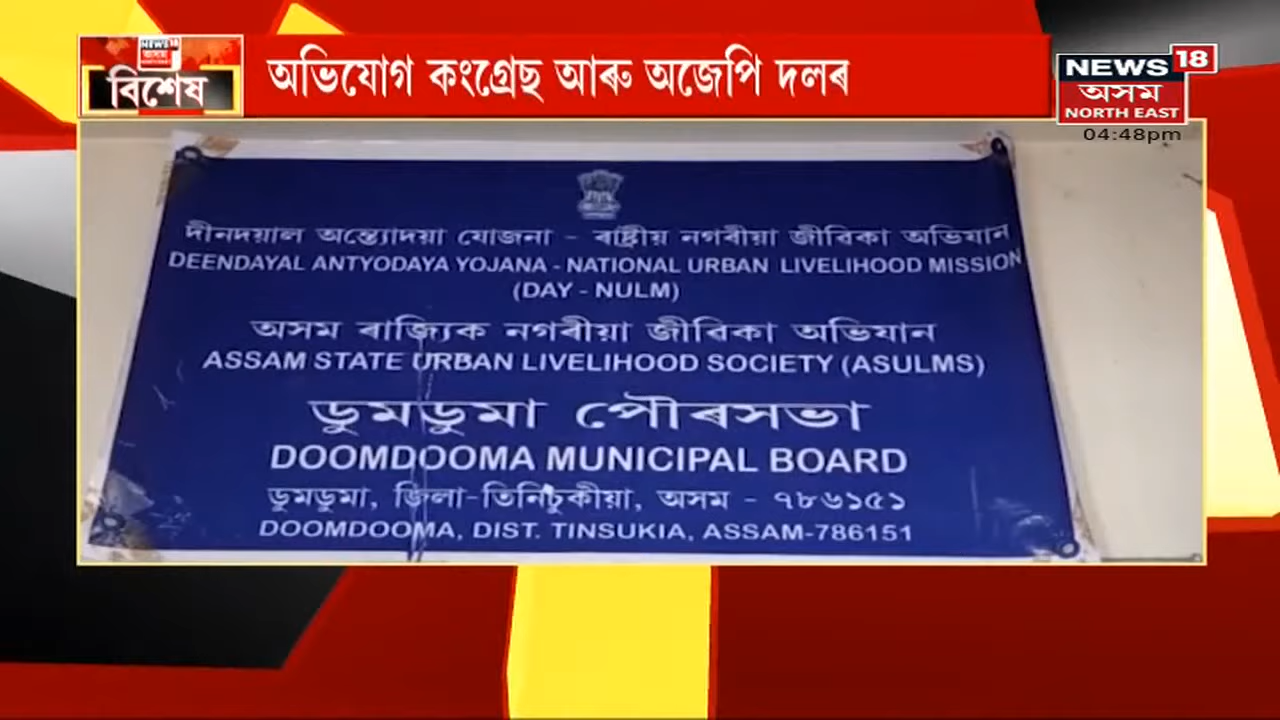 NEWS18
অসম
বিশেষ
অভিযোগ কংগ্ৰেছ আৰু অজেপি দলৰ
NEWS 18
অসম
NORTH EAST
04:48pm
দীনদয়াল অন্ত্যোদয়া যোজনা - ৰাষ্ট্ৰীয় নগৰীয়া জীৱিকা অভিযান
DEENDAYAL ANTYODAYA YOJANA - NATIONAL URBAN LIVELIHOOD MISSION
(DAY - NULM)
অসম ৰাজ্যিক নগৰীয়া জীৱিকা অভিযান
ASSAM STATE URBAN LIVELIHOOD SOCIETY (ASULMS)
ডুমডুমা পৌৰসভা
DOOMDOOMA MUNICIPAL BOARD
ডুমডুমা, জিলা-তিনিচুকীয়া, অসম - ৭৮৬১৫১
DOOMDOOMA, DIST. TINSUKIA, ASSAM-786151